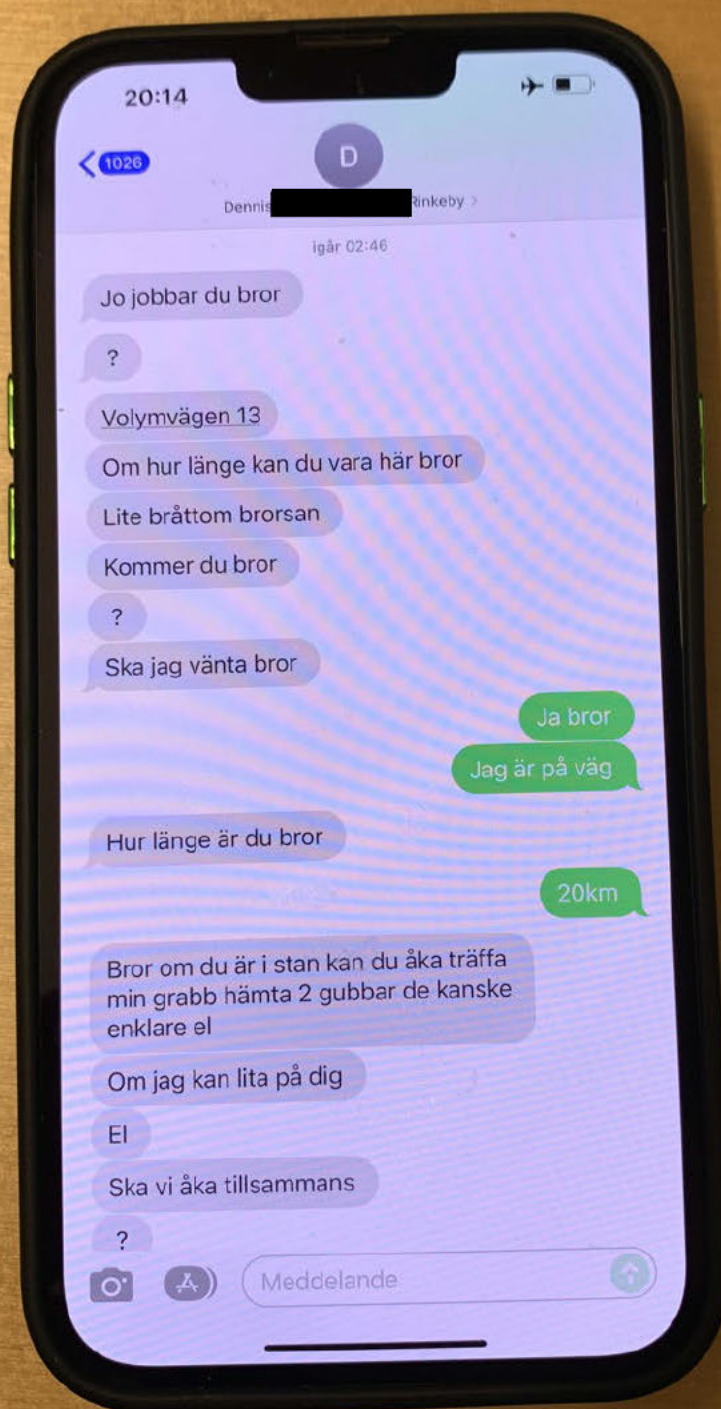 20:14
1026
D
Dennis Rinkeby
igår 02:46
Jo jobbar du bror
?
Volymvägen 13
Om hur länge kan du vara här bror
Lite bråttom brorsan
Kommer du bror
?
Ska jag vänta bror
Ja bror
Jag är på väg
Hur länge är du bror
20km
Bror om du är i stan kan du åka träffa
min grabb hämta 2 gubbar de kanske
enklare el
Om jag kan lita på dig
El
Ska vi åka tillsammans
?
Meddelande